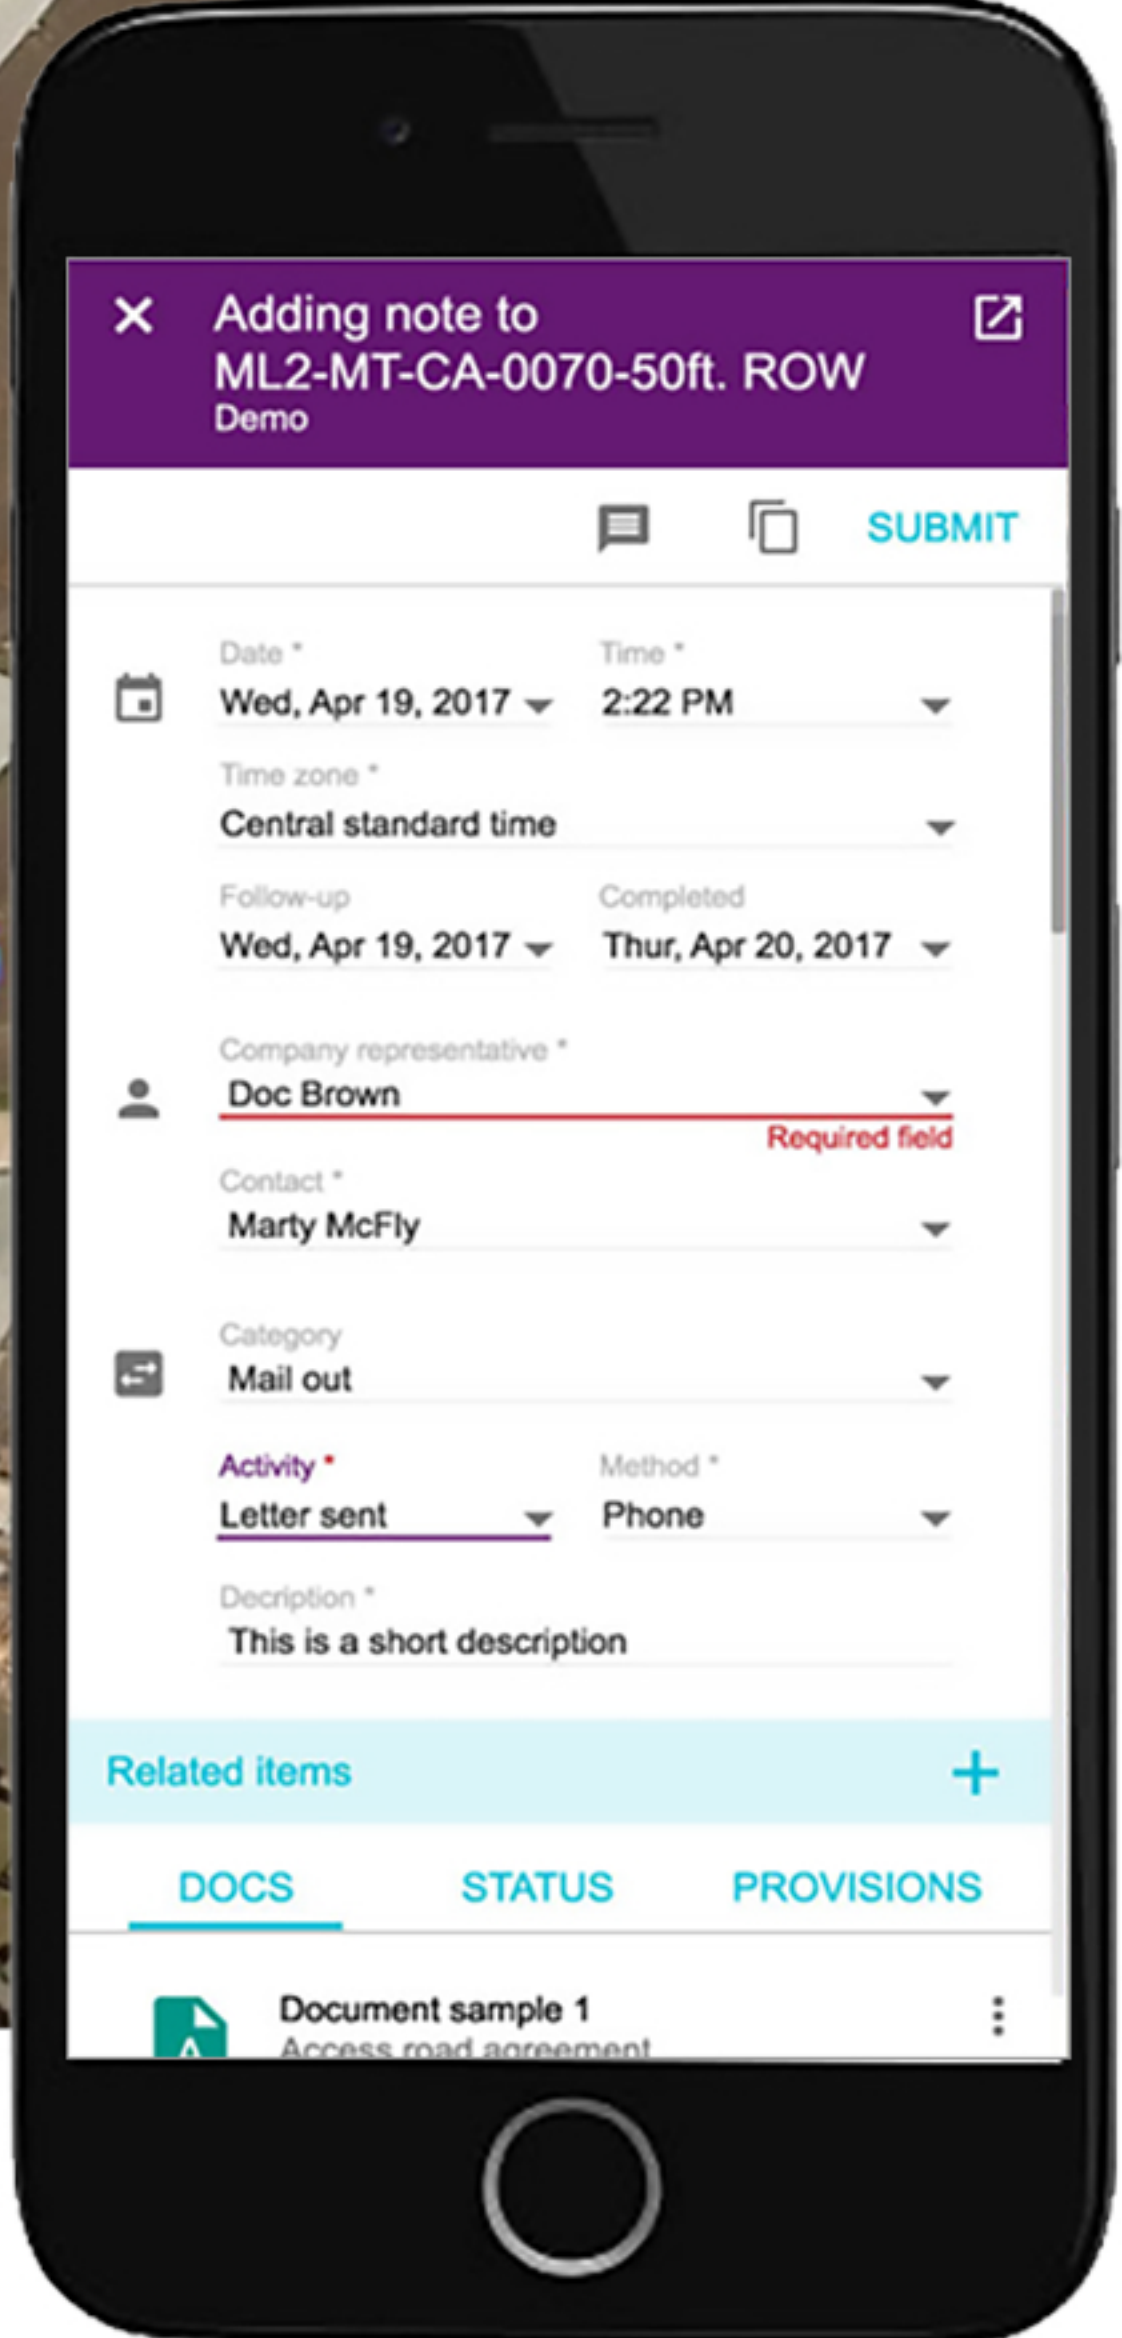 Adding note to
ML2-MT-CA-0070-50ft. ROW
Demo
SUBMIT
Date * Time *
Wed, Apr 19, 2017 2:22 PM
Time zone *
Central standard time
Follow-up Completed
Wed, Apr 19, 2017 Thur, Apr 20, 2017
Company representative *
Doc Brown
Required field
Contact *
Marty McFly
Category
Mail out
Activity * Method *
Letter sent Phone
Decription *
This is a short description
Related items
DOCS STATUS PROVISIONS
Document sample 1
Access road agreement